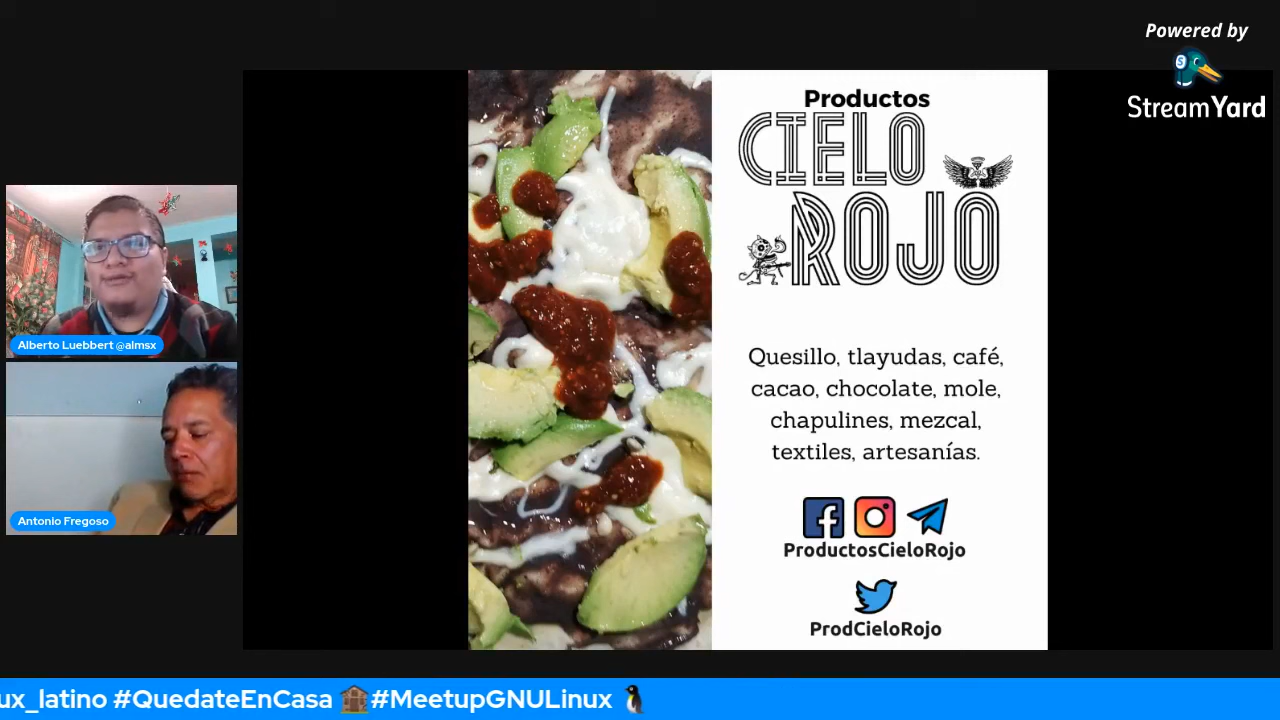 Powered by
StreamYard
Productos
CIELO
ROJO
Quesillo, tlayudas, café,
cacao, chocolate, mole,
chapulines, mezcal,
textiles, artesanías.
ProductosCieloRojo
ProdCieloRojo
Alberto Luebbert @almsx
Antonio Fregoso
ux_latino #QuedateEnCasa 🏚️#MeetupGNULinux 🐧